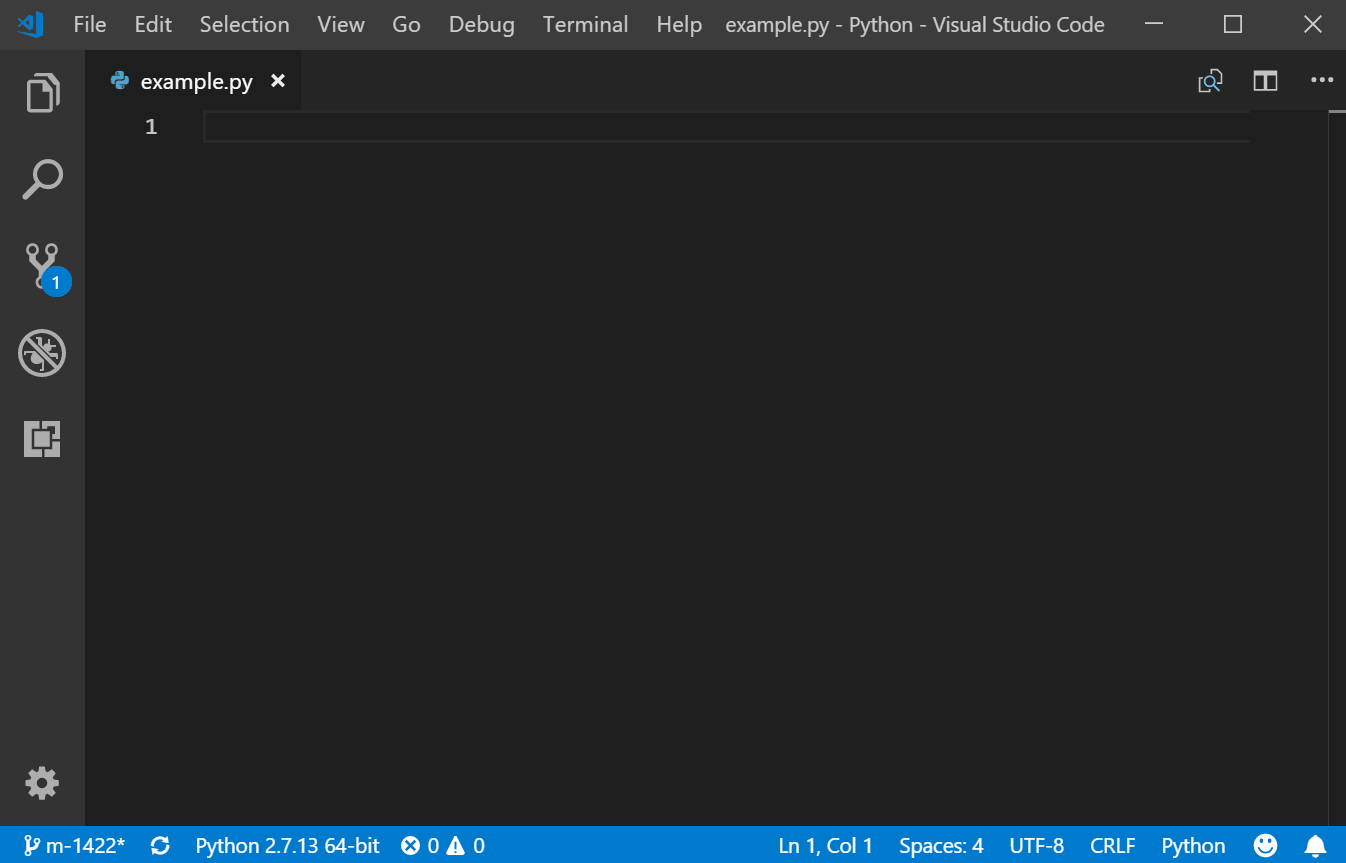 File Edit Selection View Go Debug Terminal Help example.py - Python - Visual Studio Code
example.py
1
1
m-1422* Python 2.7.13 64-bit 0 0 Ln 1, Col 1 Spaces: 4 UTF-8 CRLF Python